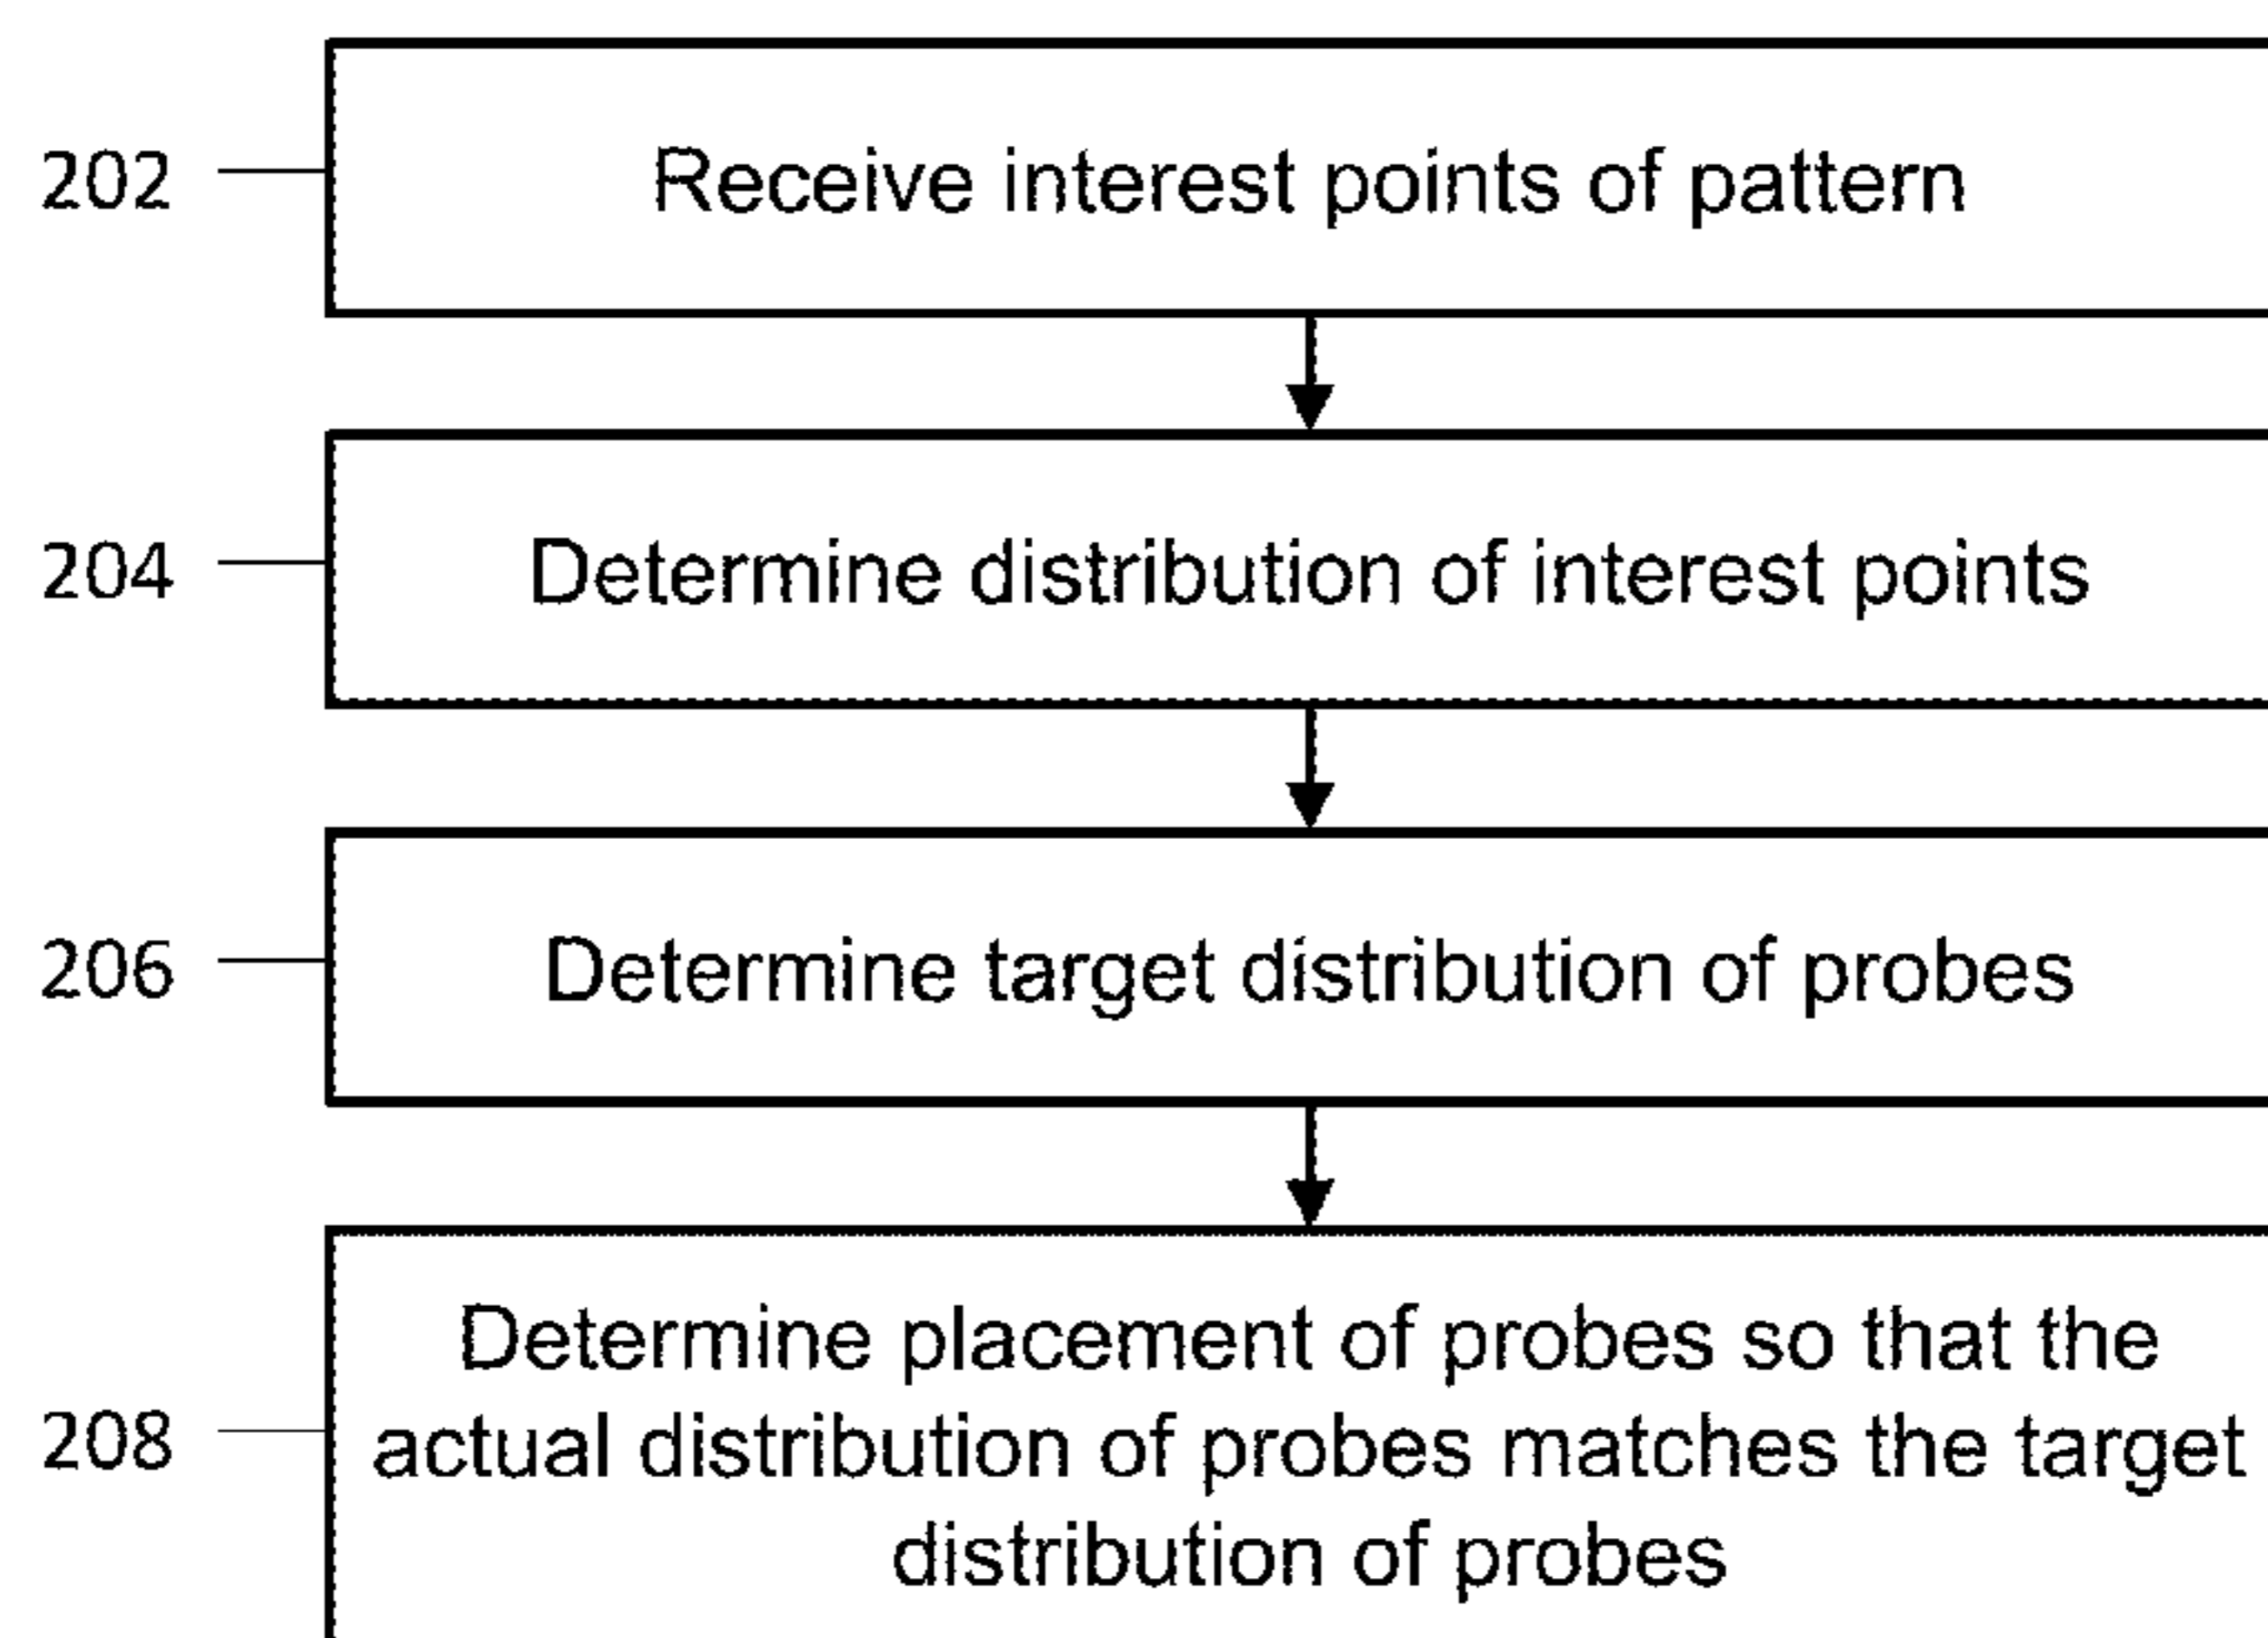 202
Receive interest points of pattern
204
Determine distribution of interest points
206
Determine target distribution of probes
208
Determine placement of probes so that the
actual distribution of probes matches the target
distribution of probes